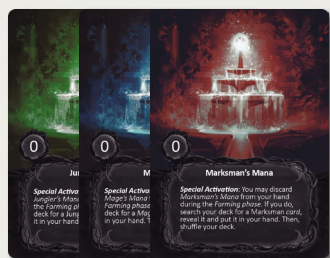 0
Ju
Special Activa
Jungler's Mana
the Farming pha
deck for a Jung
it in your hand.
0
M
Special Activa
Mage's Mana
Farming phase
deck for a Mag
in your hand. T
0
Marksman's Mana
Special Activation: You may discard
Marksman's Mana from your hand
during the Farming phase. If you do,
search your deck for a Marksman card,
reveal it and put it in your hand. Then,
shuffle your deck.